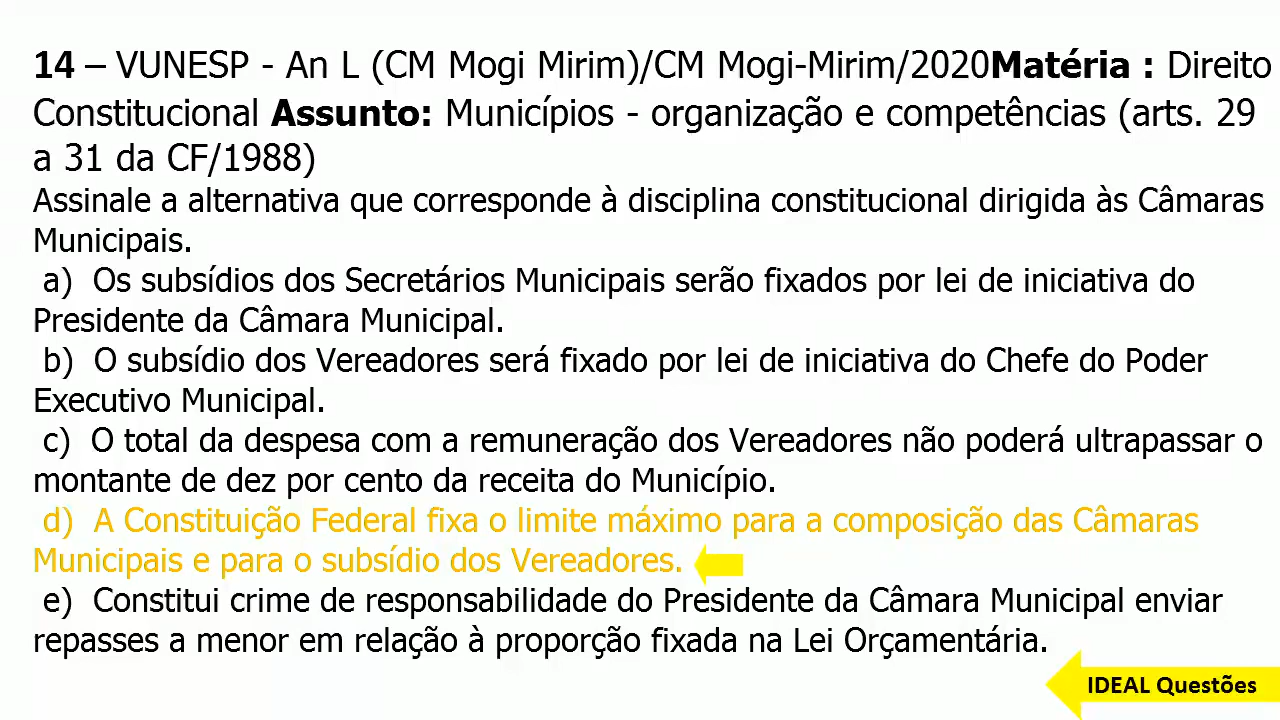 14 – VUNESP - An L (CM Mogi Mirim)/CM Mogi-Mirim/2020Matéria : Direito
Constitucional Assunto: Municípios - organização e competências (arts. 29
a 31 da CF/1988)
Assinale a alternativa que corresponde à disciplina constitucional dirigida às Câmaras
Municipais.
a) Os subsídios dos Secretários Municipais serão fixados por lei de iniciativa do
Presidente da Câmara Municipal.
b) O subsídio dos Vereadores será fixado por lei de iniciativa do Chefe do Poder
Executivo Municipal.
c) O total da despesa com a remuneração dos Vereadores não poderá ultrapassar o
montante de dez por cento da receita do Município.
d) A Constituição Federal fixa o limite máximo para a composição das Câmaras
Municipais e para o subsídio dos Vereadores.
e) Constitui crime de responsabilidade do Presidente da Câmara Municipal enviar
repasses a menor em relação à proporção fixada na Lei Orçamentária.
IDEAL Questões